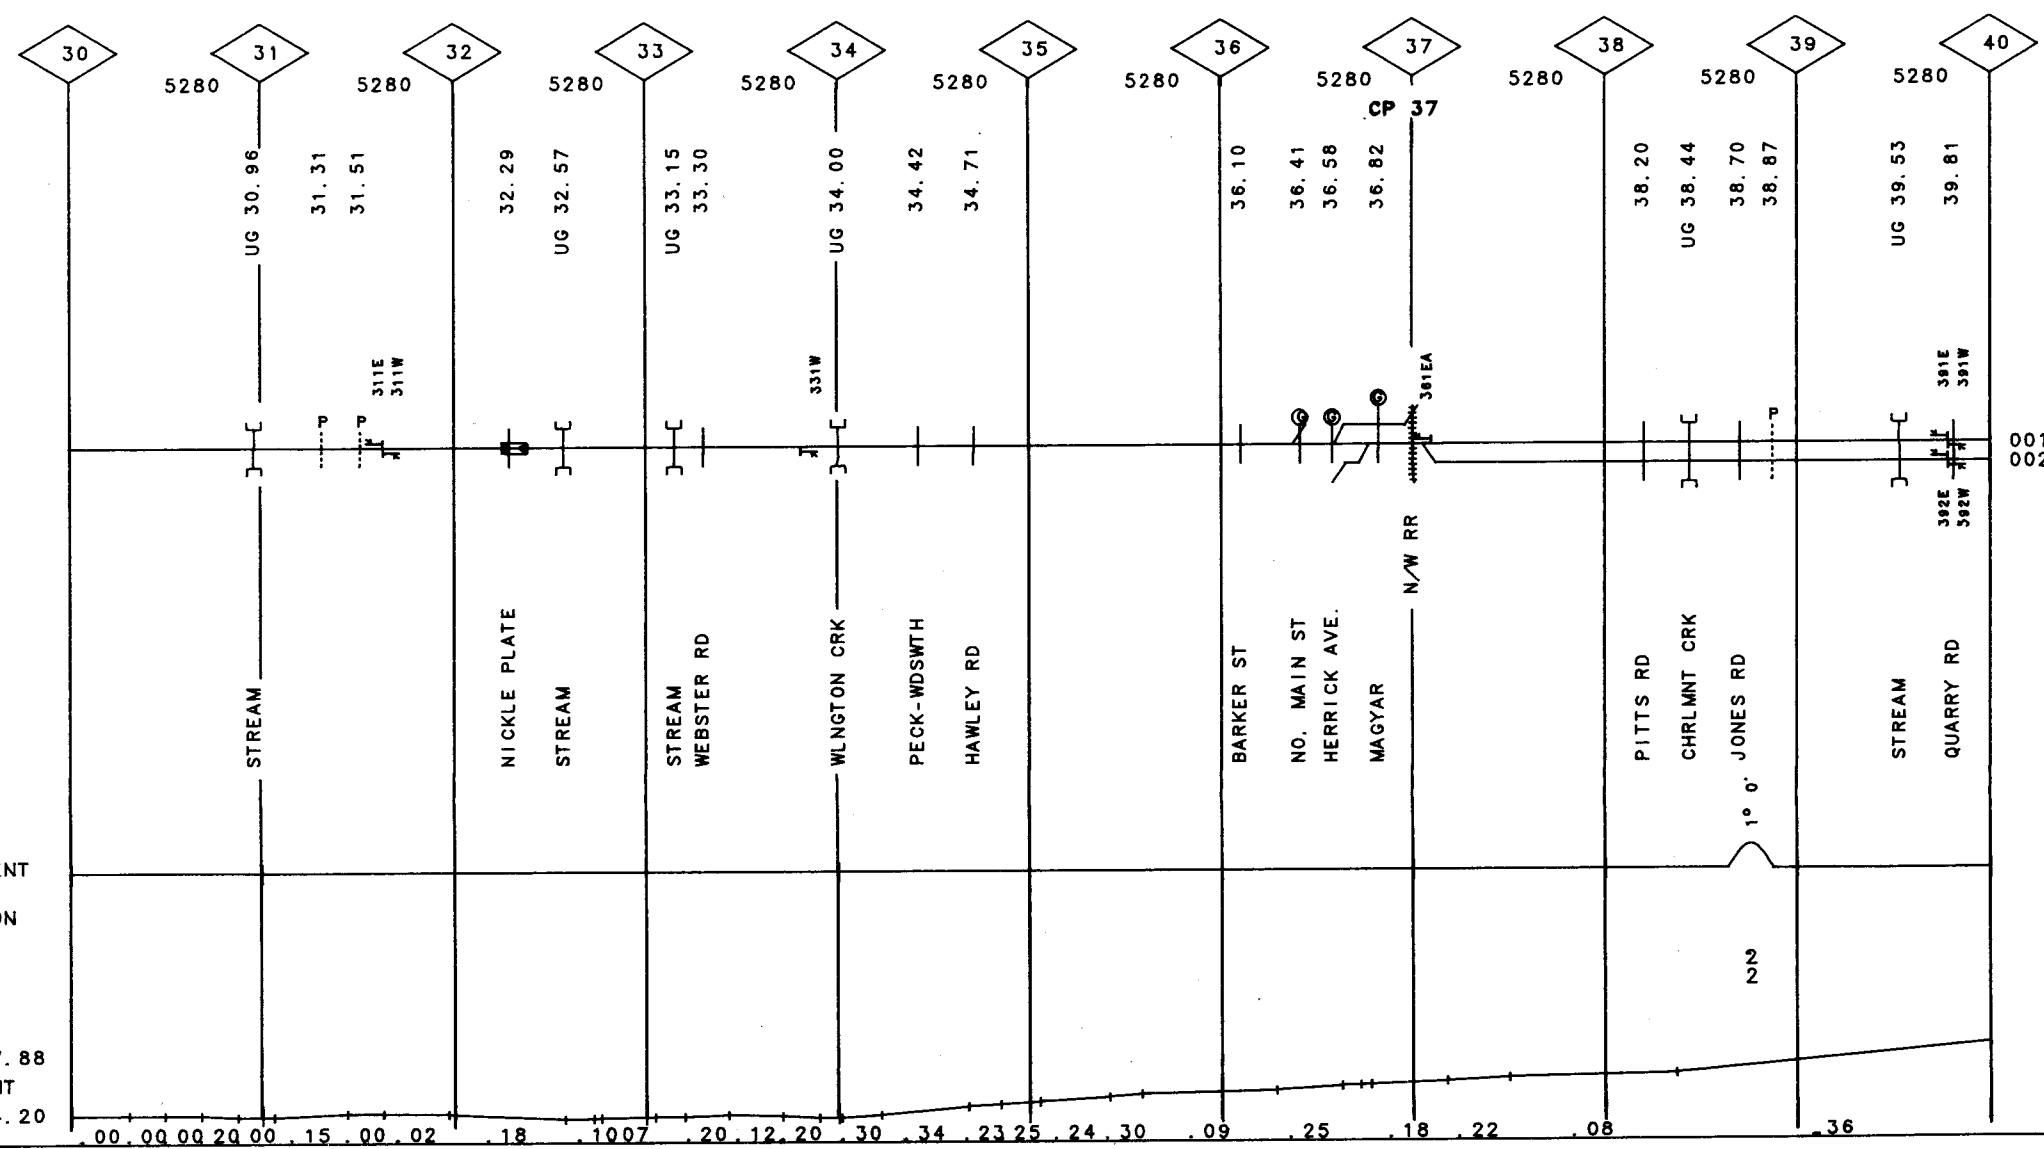 30 31 32 33 34 35 36 37 38 39 40
5280 5280 5280 5280 5280 5280 5280 5280 5280 5280
CP 37
UG 30.96
31.31
31.51
32.29
UG 32.57
UG 33.15
33.30
UG 34.00
34.42
34.71
36.10
36.41
36.58
36.82
38.20
UG 38.44
38.70
38.87
UG 39.53
39.81
311E
311W
331W
361EA
391E
391W
P P P
G G G
001
002
392E
392W
N/W RR
STREAM
NICKLE PLATE
STREAM
STREAM
WEBSTER RD
WLNGTON CRK
PECK-WDSWTH
HAWLEY RD
BARKER ST
NO. MAIN ST
HERRICK AVE.
MAGYAR
PITTS RD
CHRLMNT CRK
JONES RD
STREAM
QUARRY RD
1° 0'
NT
ON
2
2
.88
T
.20
.00 .00 00 20 00 .15 .00 .02 .18 .10 07 .20 .12 .20 .30 .34 .23 25 .24 .30 .09 .25 .18 .22 .08 .36